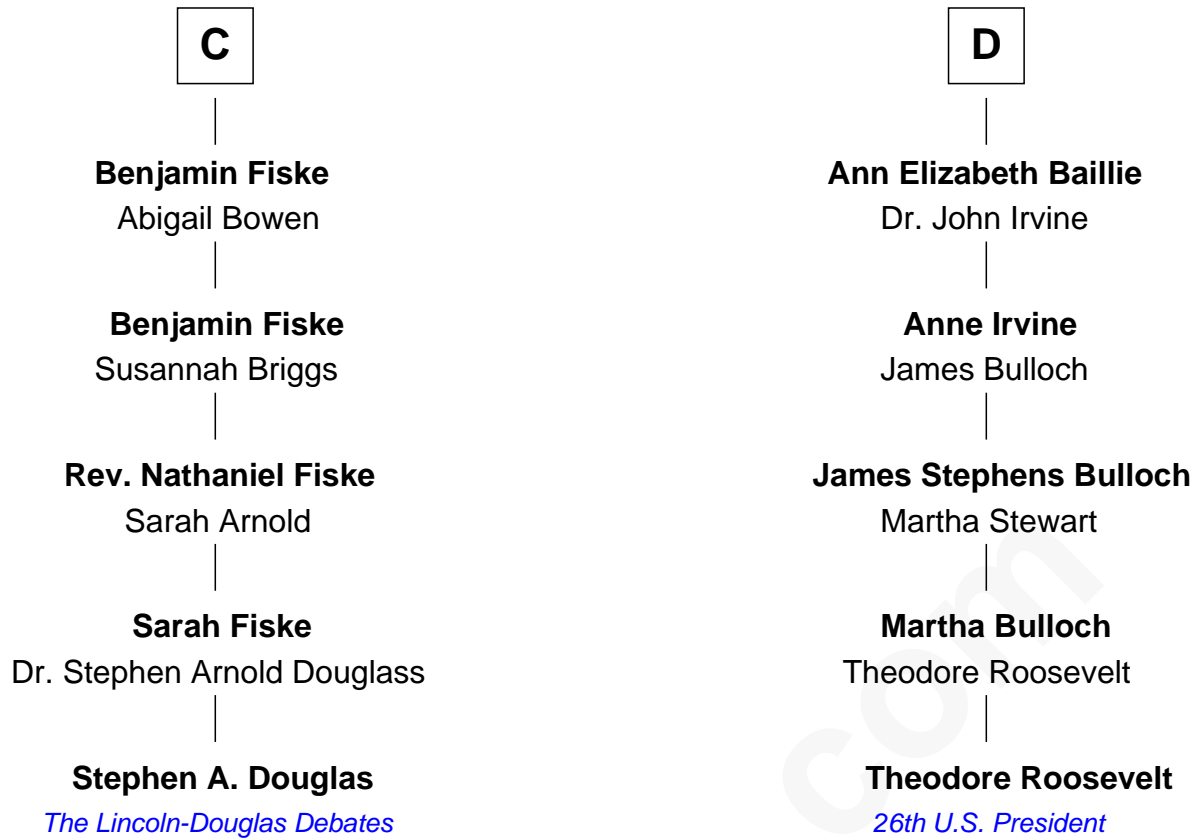 C
Benjamin Fiske
Abigail Bowen
Benjamin Fiske
Susannah Briggs
Rev. Nathaniel Fiske
Sarah Arnold
Sarah Fiske
Dr. Stephen Arnold Douglass
Stephen A. Douglas
The Lincoln-Douglas Debates
D
Ann Elizabeth Baillie
Dr. John Irvine
Anne Irvine
James Bulloch
James Stephens Bulloch
Martha Stewart
Martha Bulloch
Theodore Roosevelt
Theodore Roosevelt
26th U.S. President
com